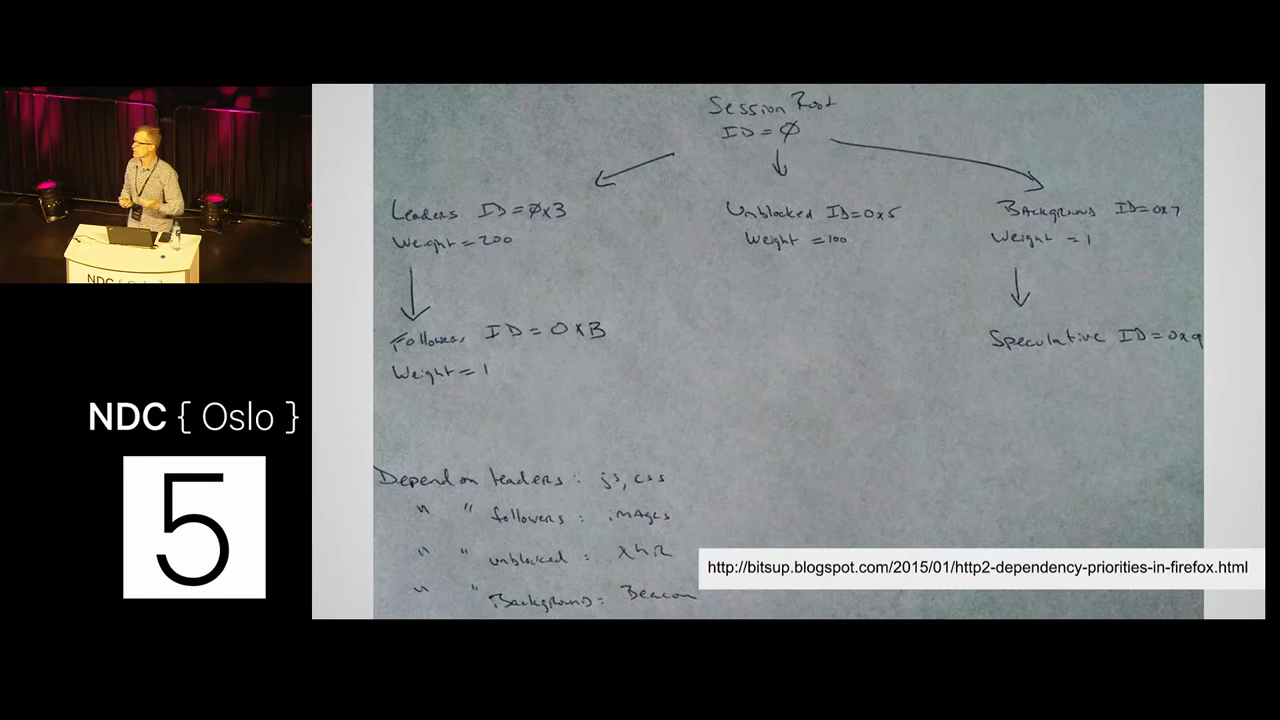 NDC { Oslo }
5
NDC { Oslo }
Session Root
ID = Ø
Leaders ID = Øx3
Weight = 200
Unblocked ID = 0x5
Weight = 100
Background ID = 0x7
Weight = 1
Followers ID = 0xB
Weight = 1
Speculative ID = 0x9
Depend on leaders : js, css
" " followers : images
" " unblocked : XHR
" " Background : Beacon
http://bitsup.blogspot.com/2015/01/http2-dependency-priorities-in-firefox.html